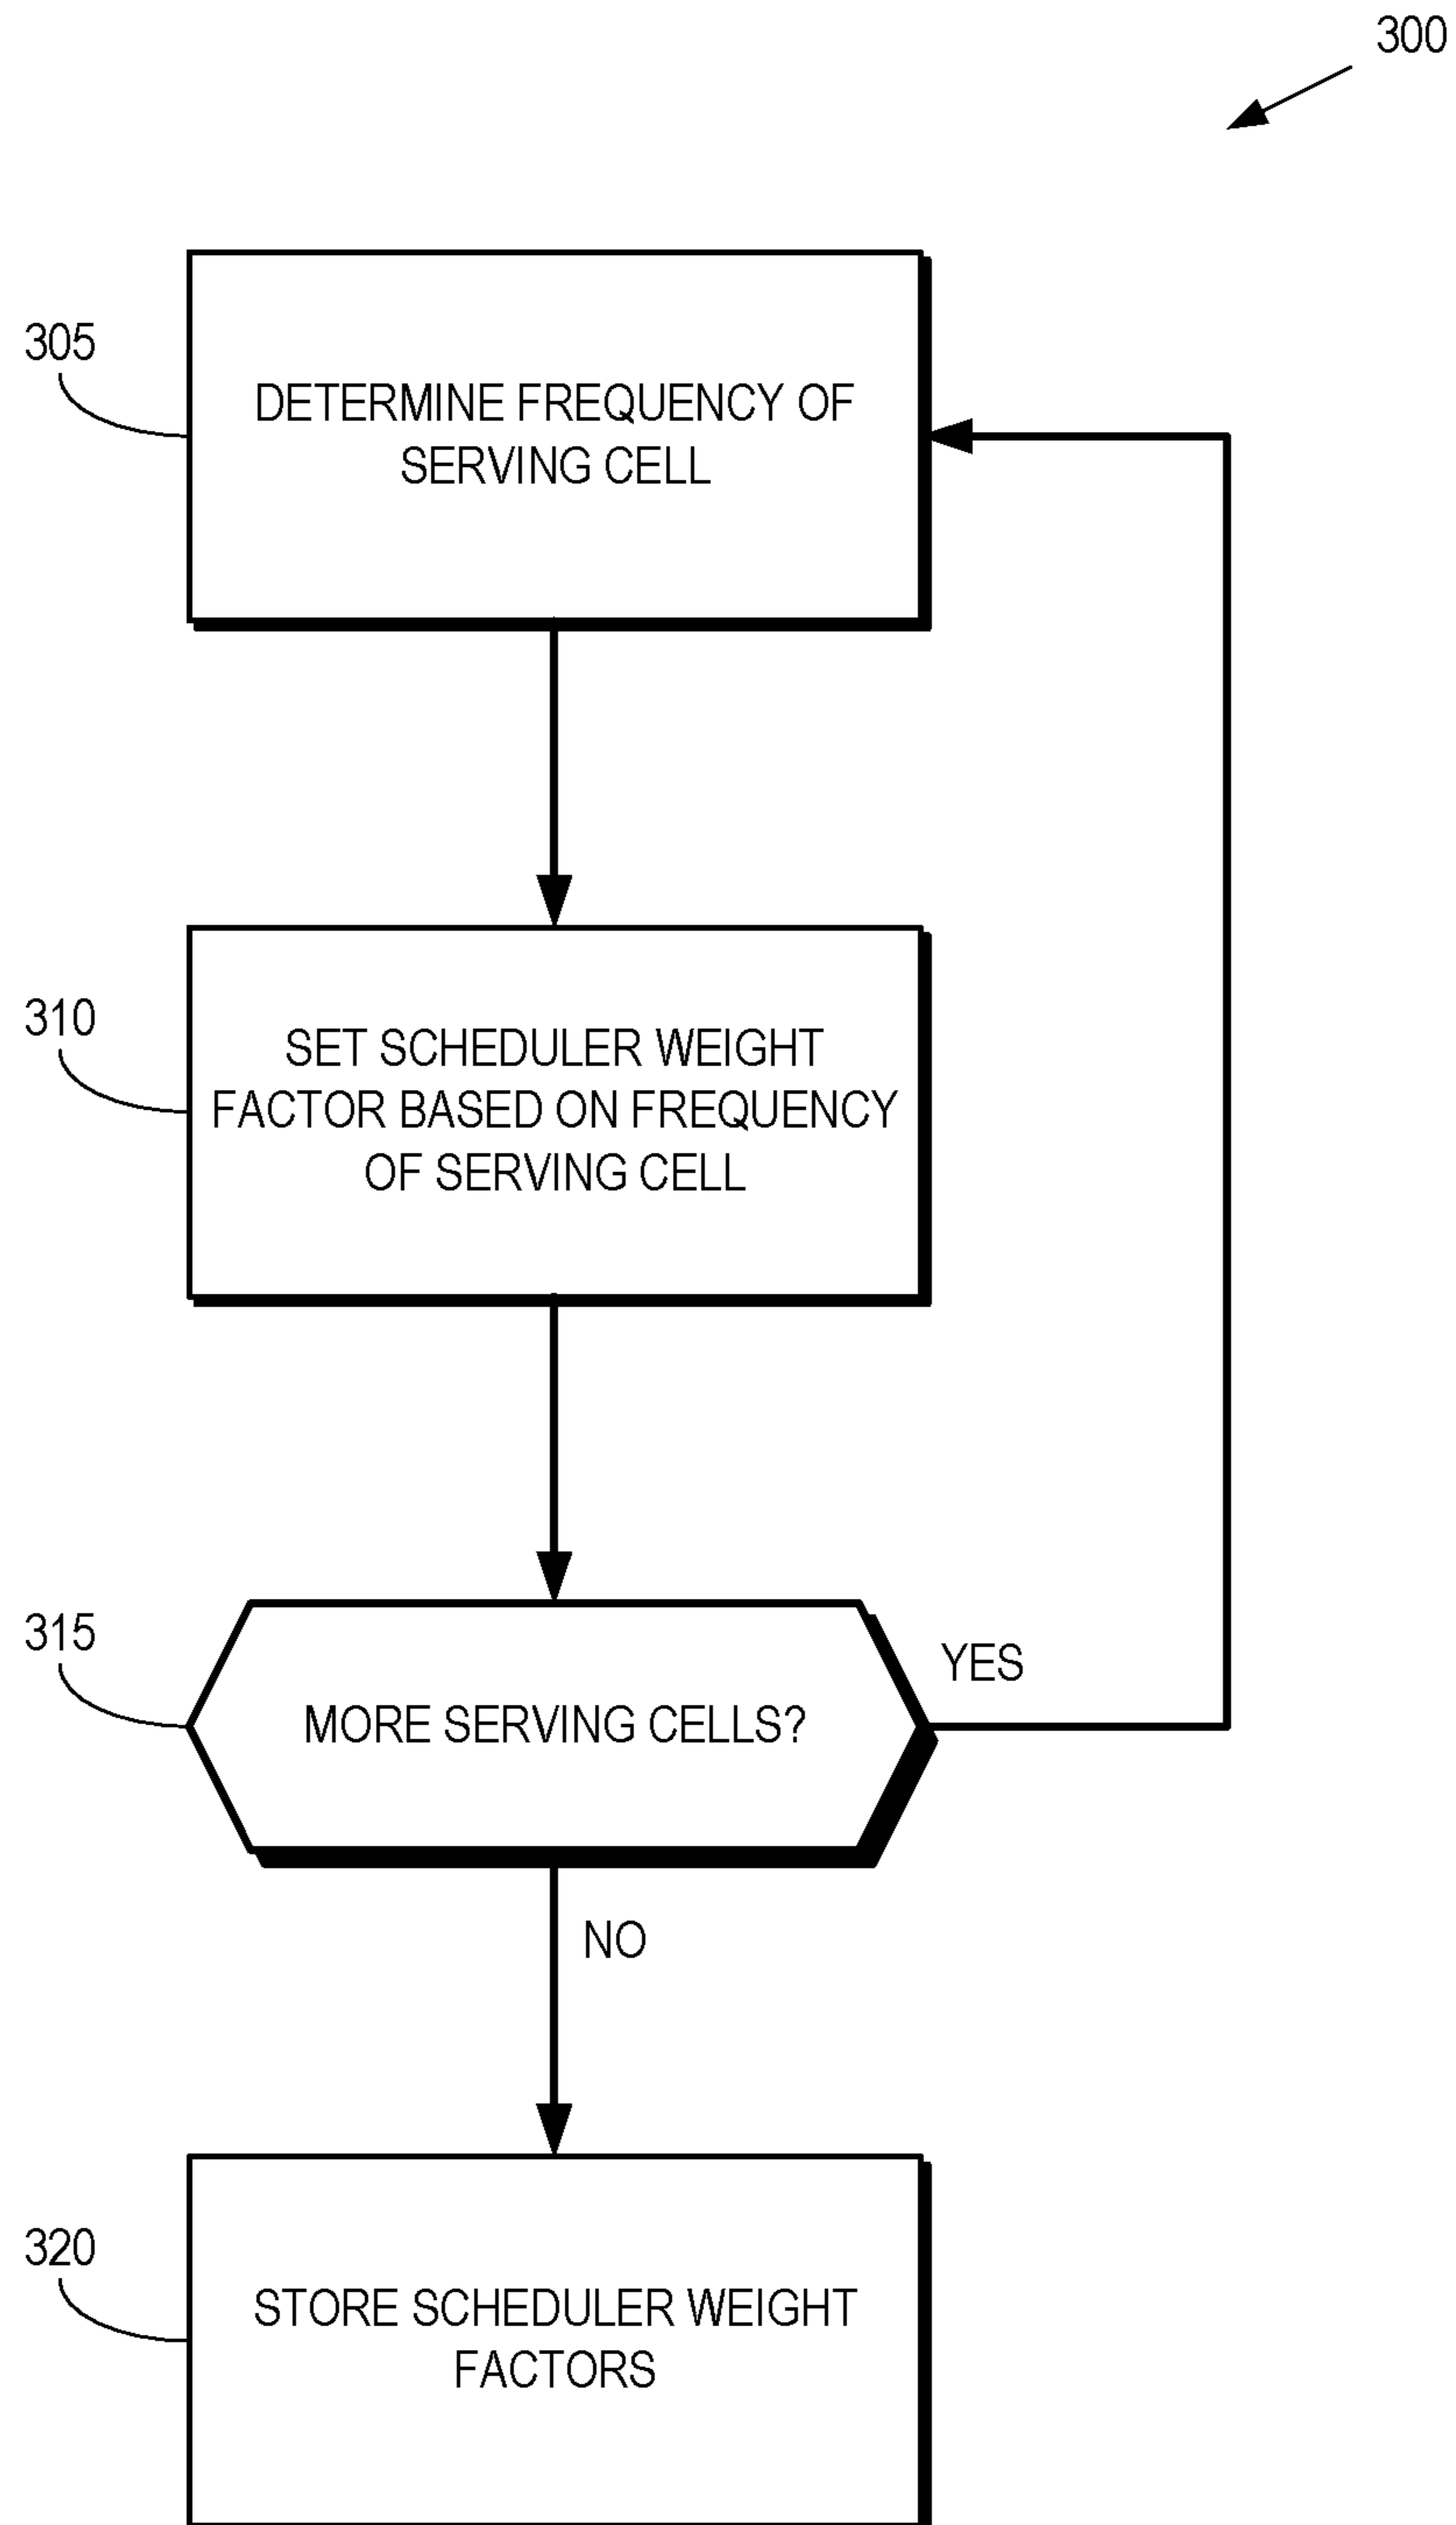 300
305
DETERMINE FREQUENCY OF
SERVING CELL
310
SET SCHEDULER WEIGHT
FACTOR BASED ON FREQUENCY
OF SERVING CELL
315
MORE SERVING CELLS?
YES
NO
320
STORE SCHEDULER WEIGHT
FACTORS